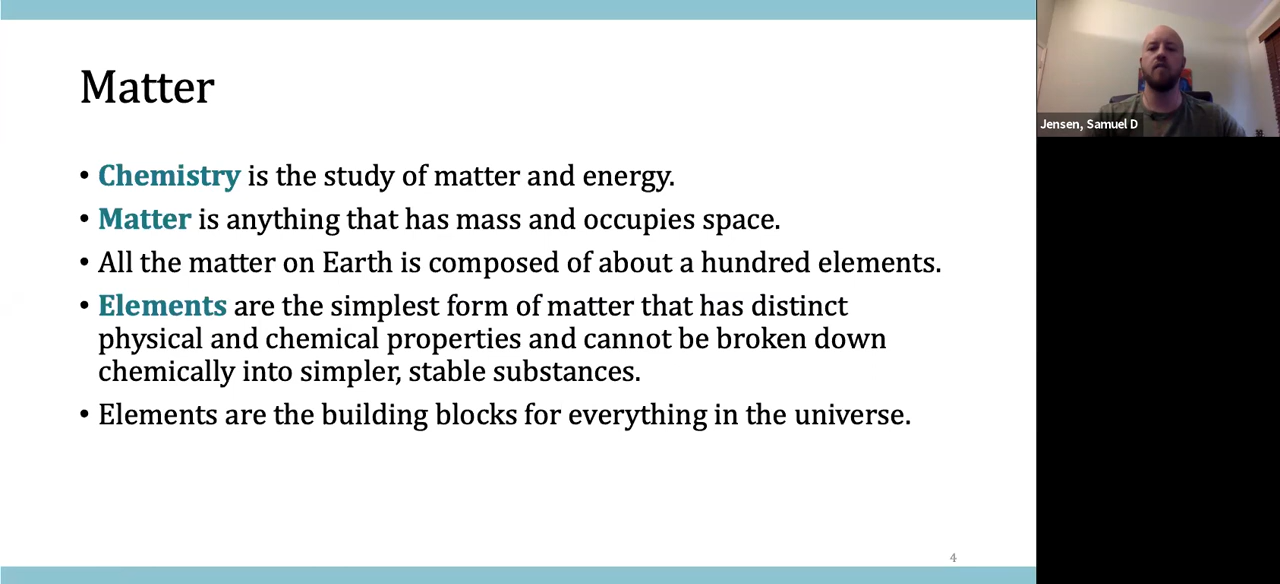 Matter
• Chemistry is the study of matter and energy.
• Matter is anything that has mass and occupies space.
• All the matter on Earth is composed of about a hundred elements.
• Elements are the simplest form of matter that has distinct
physical and chemical properties and cannot be broken down
chemically into simpler, stable substances.
• Elements are the building blocks for everything in the universe.
4
Jensen, Samuel D